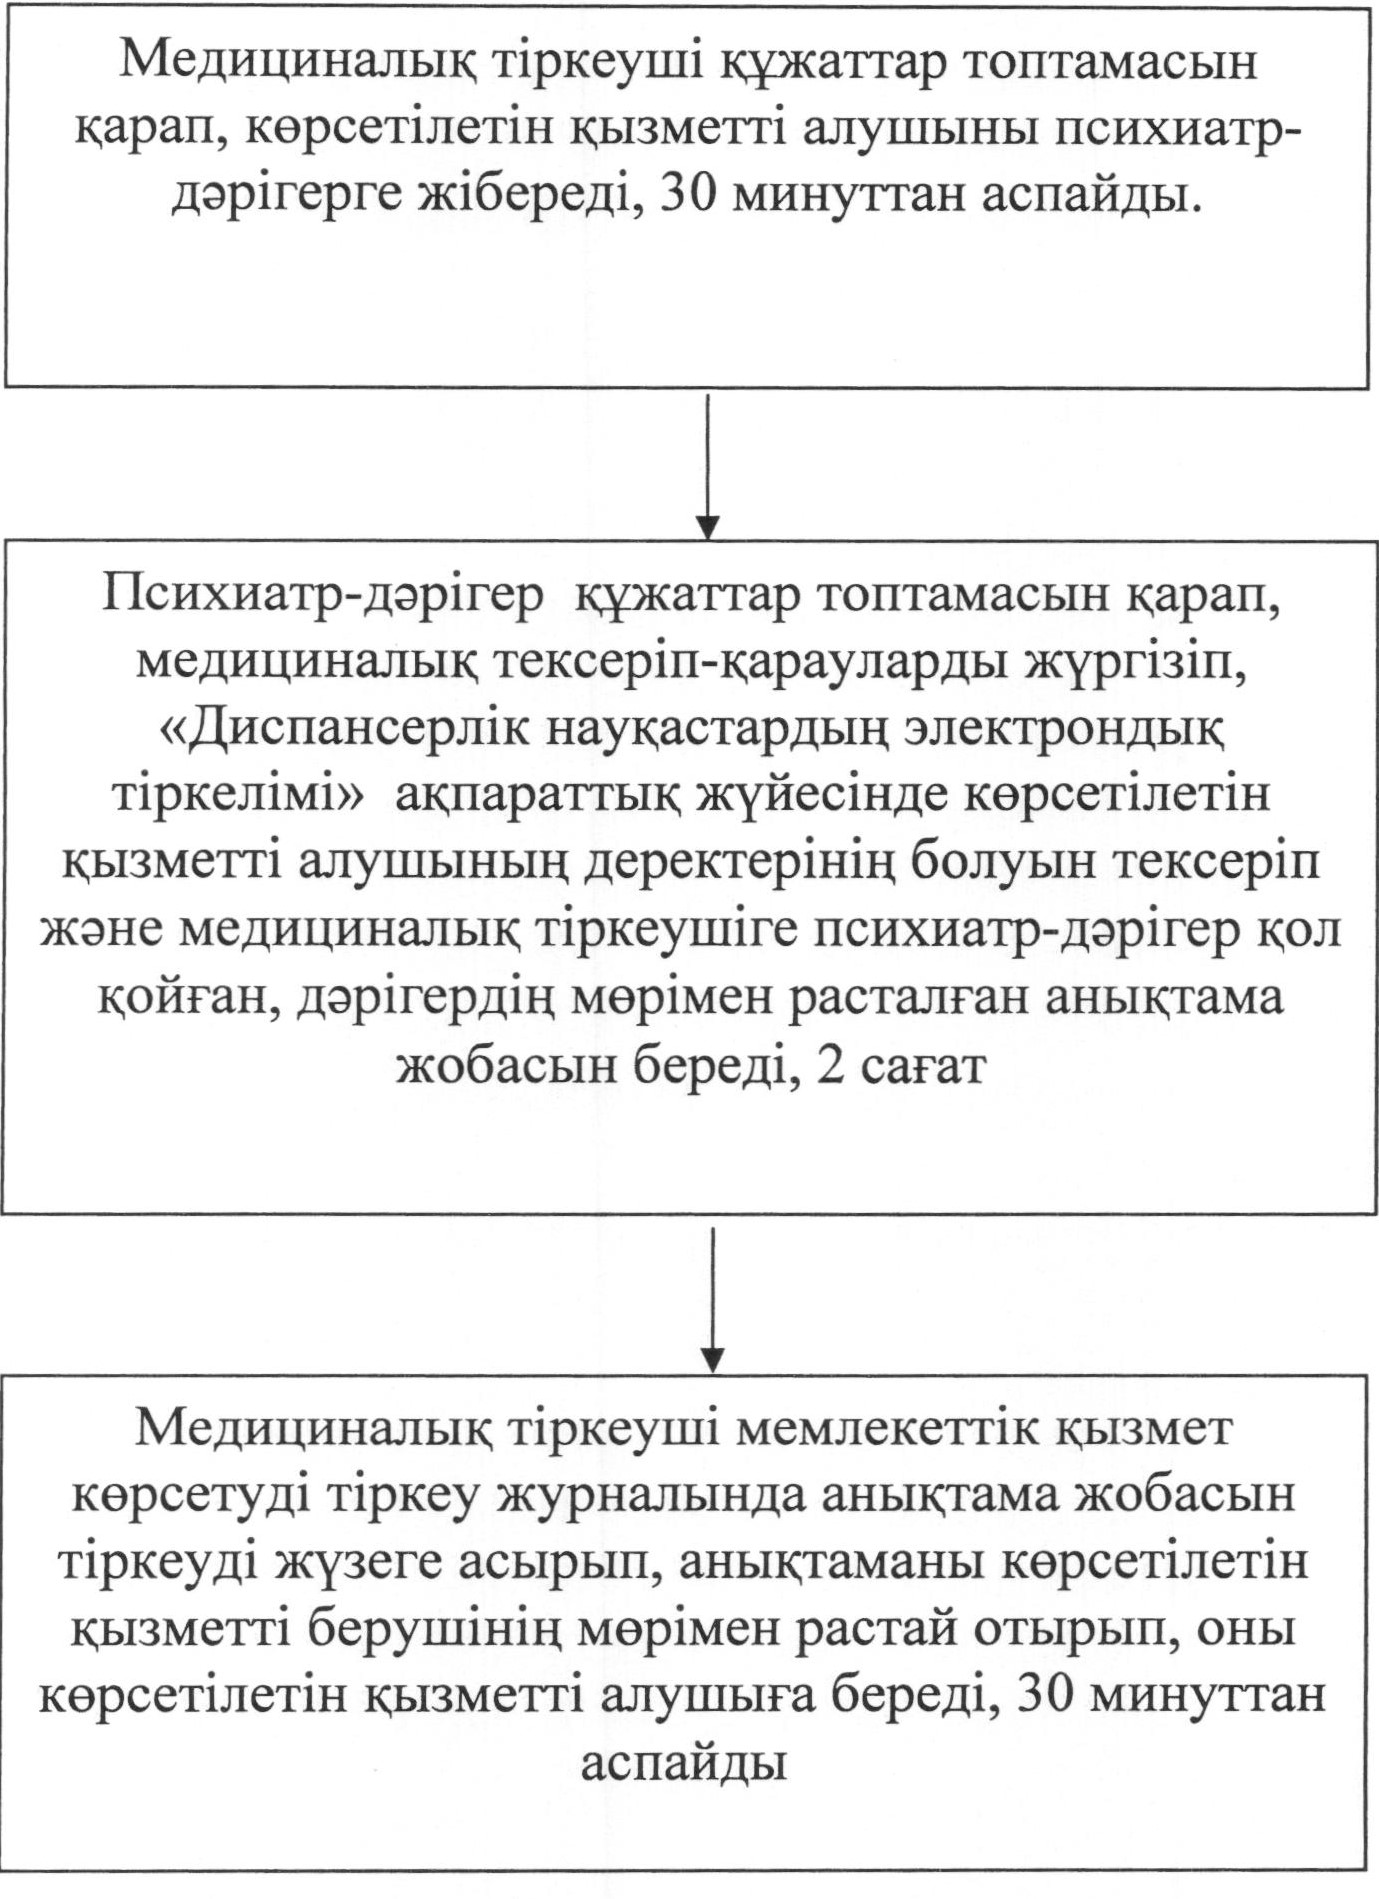 Медициналық тіркеуші құжаттар топтамасын
қарап, көрсетілетін қызметті алушыны психиатр-
дәрігерге жібереді, 30 минуттан аспайды.
Психиатр-дәрігер құжаттар топтамасын қарап,
медициналық тексеріп-қарауларды жүргізіп,
«Диспансерлік науқастардың электрондық
тіркелімі» ақпараттық жүйесінде көрсетілетін
қызметті алушының деректерінің болуын тексеріп
және медициналық тіркеушіге психиатр-дәрігер қол
қойған, дәрігердің мөрімен расталған анықтама
жобасын береді, 2 сағат
Медициналық тіркеуші мемлекеттік қызмет
көрсетуді тіркеу журналында анықтама жобасын
тіркеуді жүзеге асырып, анықтаманы көрсетілетін
қызметті берушінің мөрімен растай отырып, оны
көрсетілетін қызметті алушыға береді, 30 минуттан
аспайды